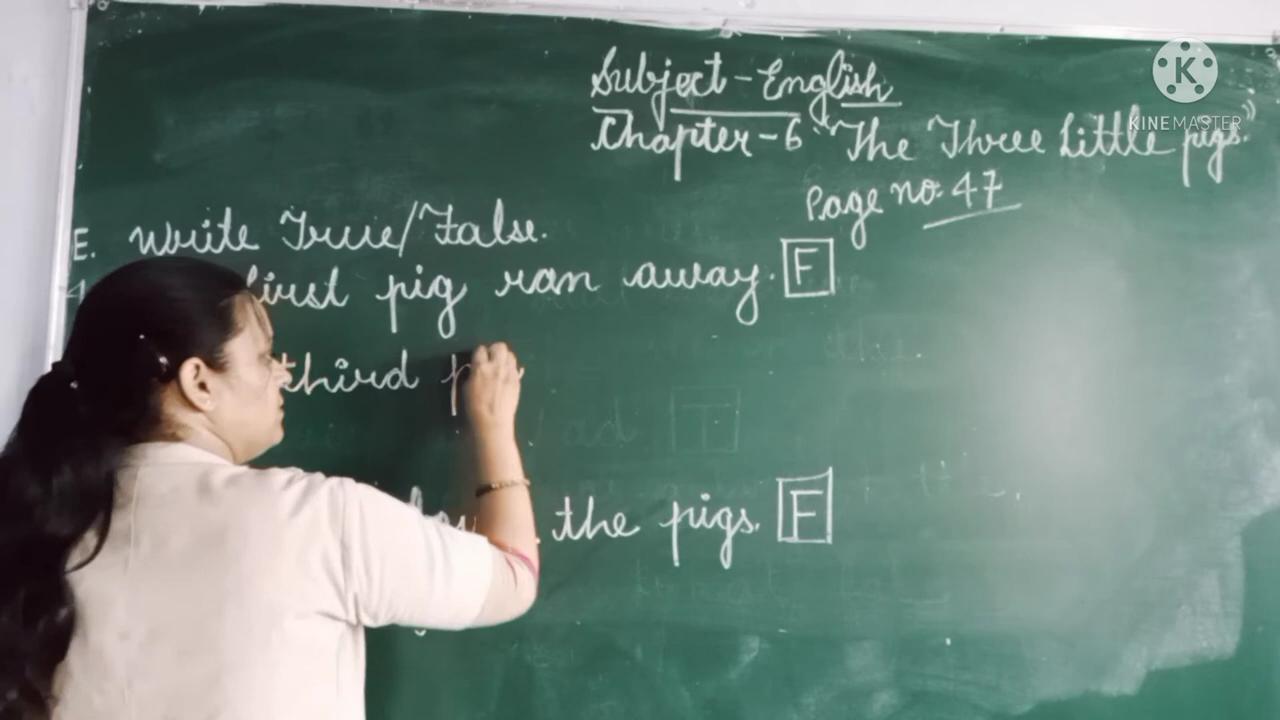 Subject - English
Chapter - 6 "The Three Little pigs."
Page no. 47
E. Write True/False.
first pig ran away. F
third p
the pigs. F
K
KINEMASTER